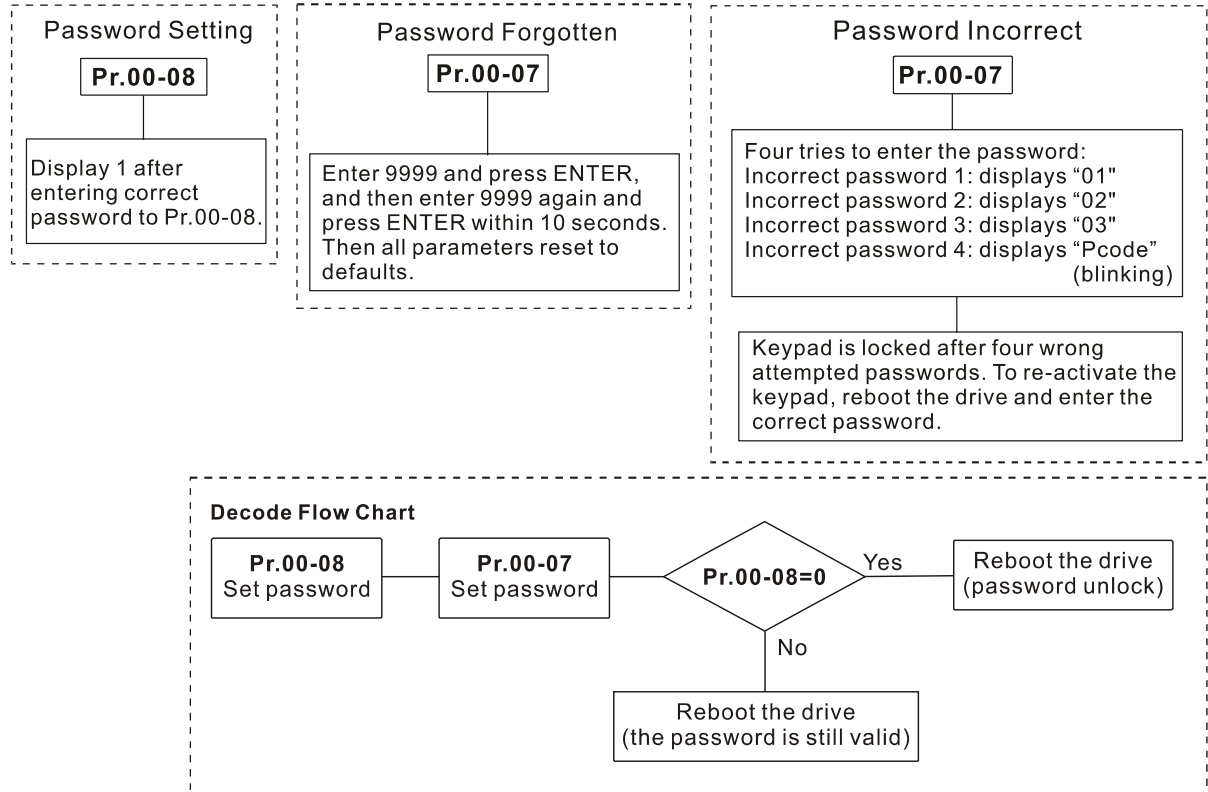 Password Setting
Pr.00-08
Display 1 after
entering correct
password to Pr.00-08.
Password Forgotten
Pr.00-07
Enter 9999 and press ENTER,
and then enter 9999 again and
press ENTER within 10 seconds.
Then all parameters reset to
defaults.
Password Incorrect
Pr.00-07
Four tries to enter the password:
Incorrect password 1: displays “01"
Incorrect password 2: displays “02"
Incorrect password 3: displays “03"
Incorrect password 4: displays “Pcode”
(blinking)
Keypad is locked after four wrong
attempted passwords. To re-activate the
keypad, reboot the drive and enter the
correct password.
Decode Flow Chart
Pr.00-08
Set password
Pr.00-07
Set password
Pr.00-08=0
Yes
Reboot the drive
(password unlock)
No
Reboot the drive
(the password is still valid)